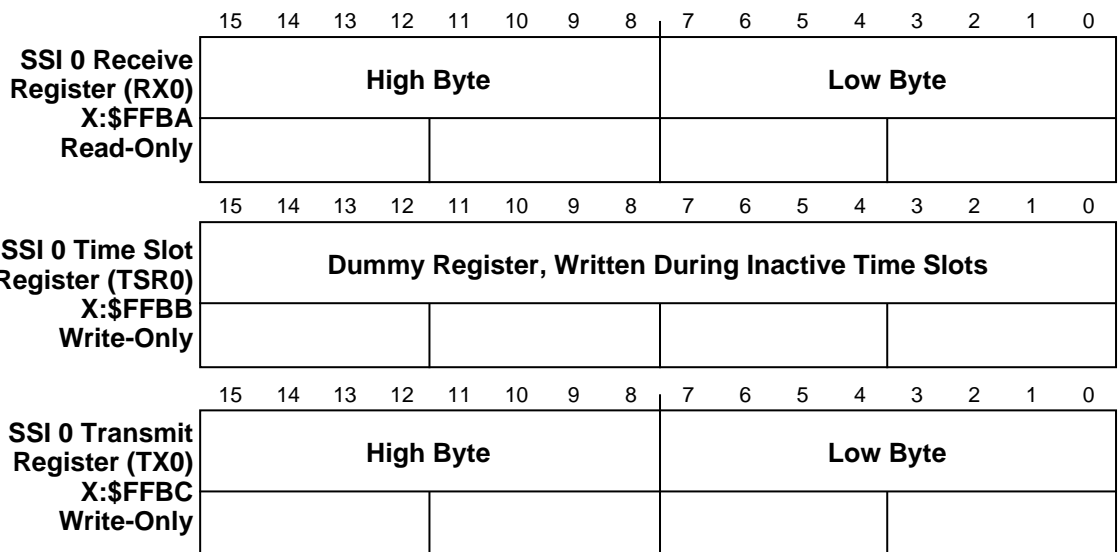 15 14 13 12 11 10 9 8 7 6 5 4 3 2 1 0
SSI 0 Receive
Register (RX0)
X:$FFBA
Read-Only
High Byte Low Byte
15 14 13 12 11 10 9 8 7 6 5 4 3 2 1 0
SSI 0 Time Slot
Register (TSR0)
X:$FFBB
Write-Only
Dummy Register, Written During Inactive Time Slots
15 14 13 12 11 10 9 8 7 6 5 4 3 2 1 0
SSI 0 Transmit
Register (TX0)
X:$FFBC
Write-Only
High Byte Low Byte